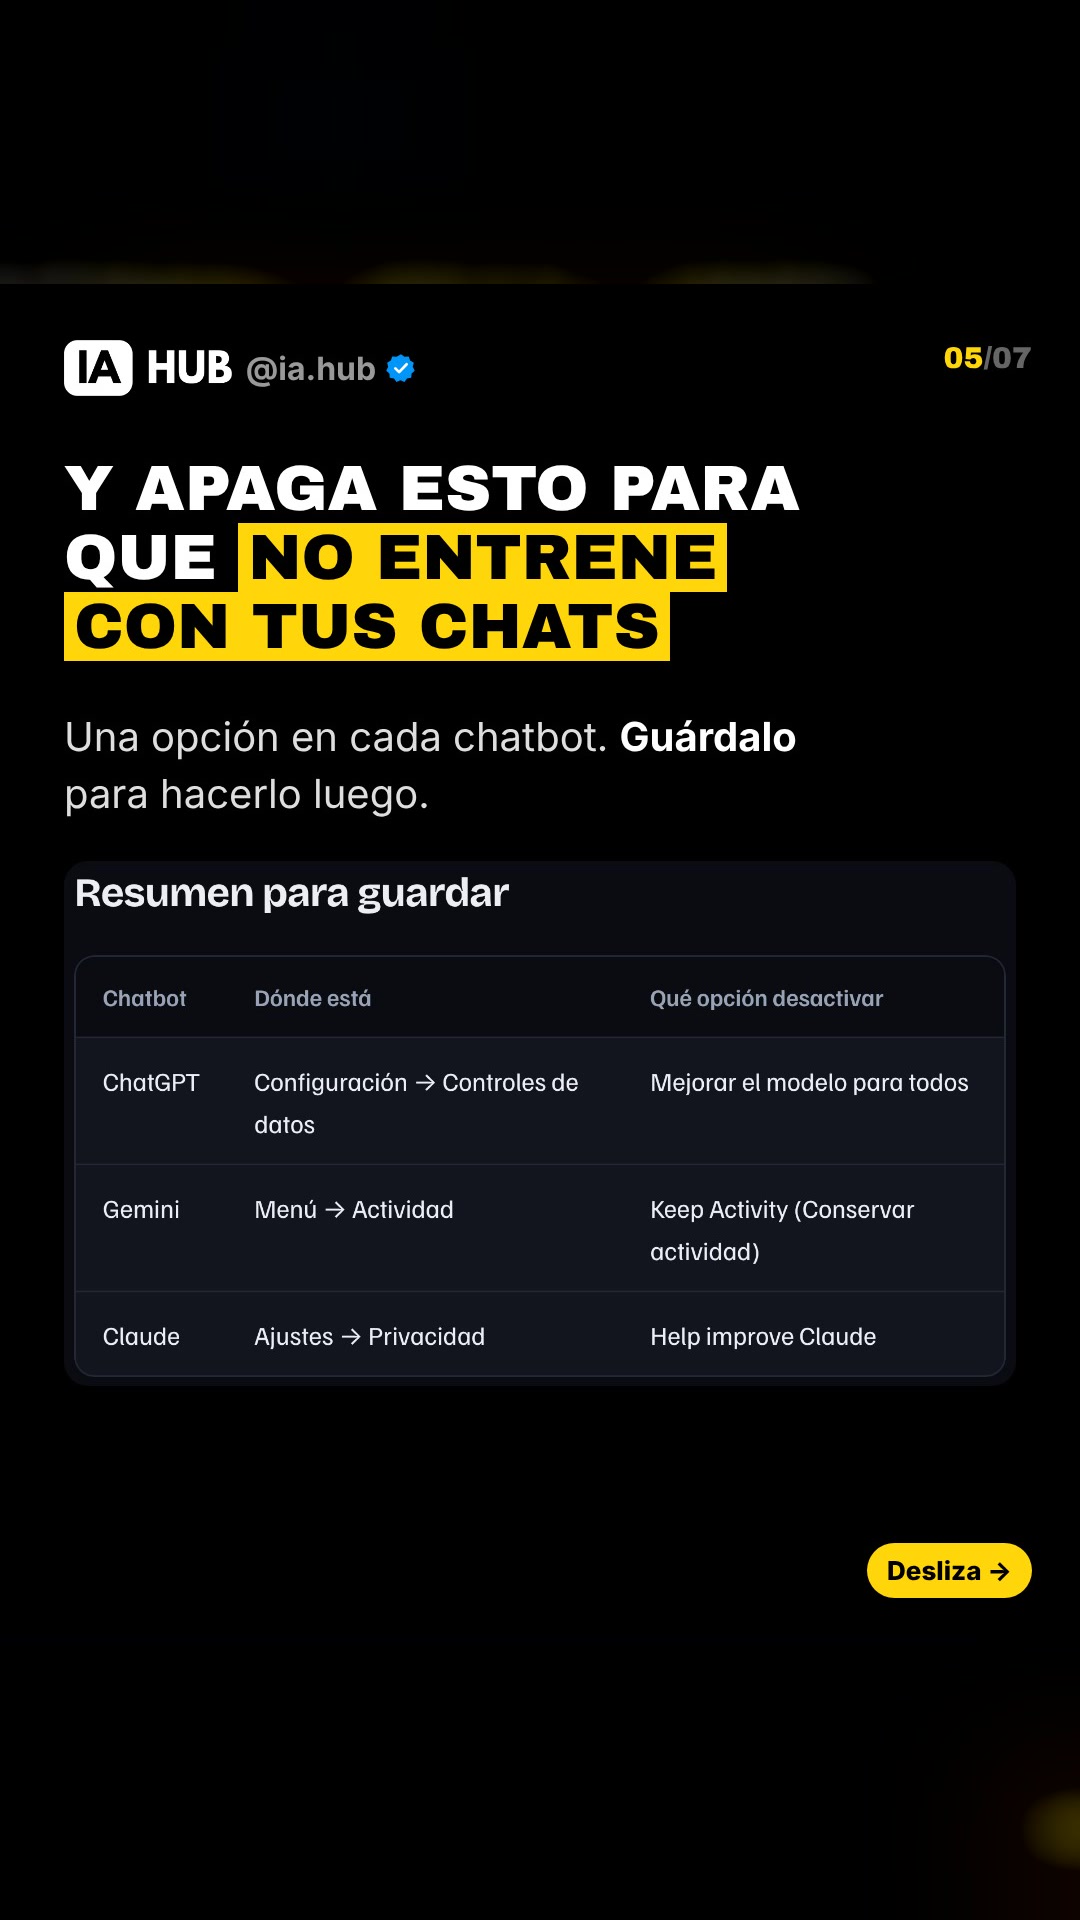 IA HUB @ia.hub
05/07
Y APAGA ESTO PARA
QUE NO ENTRENE
CON TUS CHATS
Una opción en cada chatbot. Guárdalo
para hacerlo luego.
Resumen para guardar
Chatbot Dónde está Qué opción desactivar
ChatGPT Configuración → Controles de Mejorar el modelo para todos
datos
Gemini Menú → Actividad Keep Activity (Conservar
actividad)
Claude Ajustes → Privacidad Help improve Claude
Desliza →